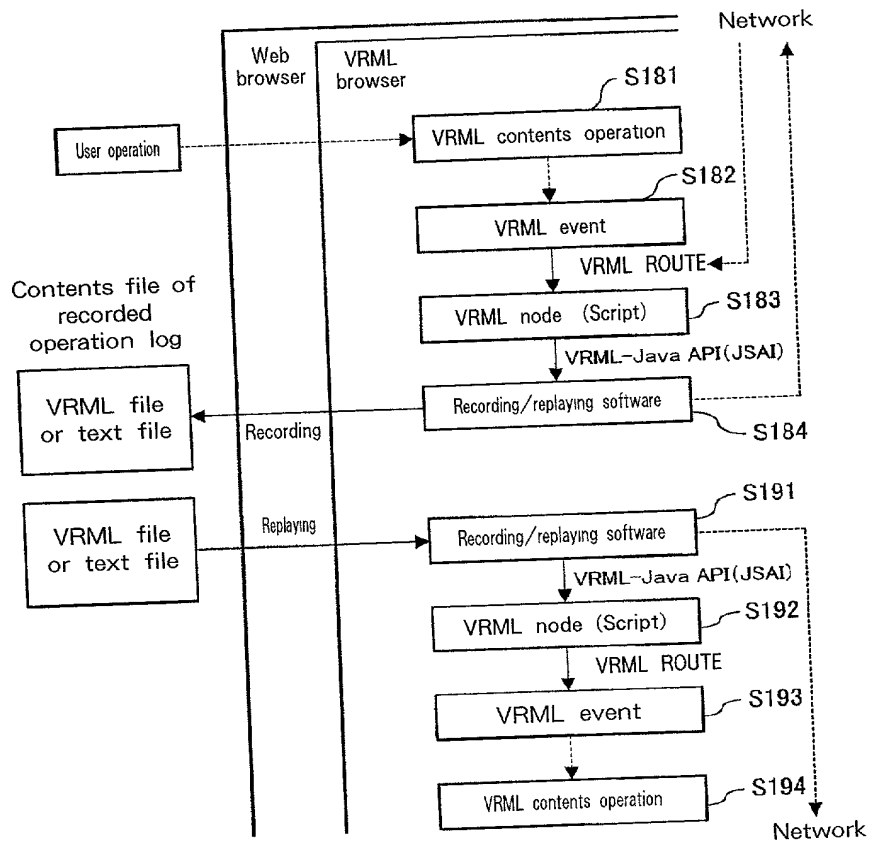 Network
Web
browser
VRML
browser
S181
User operation
VRML contents operation
S182
VRML event
VRML ROUTE
Contents file of
recorded
operation log
S183
VRML node (Script)
VRML-Java API(JSAI)
VRML file
or text file
Recording/replaying software
Recording
S184
S191
VRML file
or text file
Replaying
Recording/replaying software
VRML-Java API(JSAI)
S192
VRML node (Script)
VRML ROUTE
S193
VRML event
S194
VRML contents operation
Network